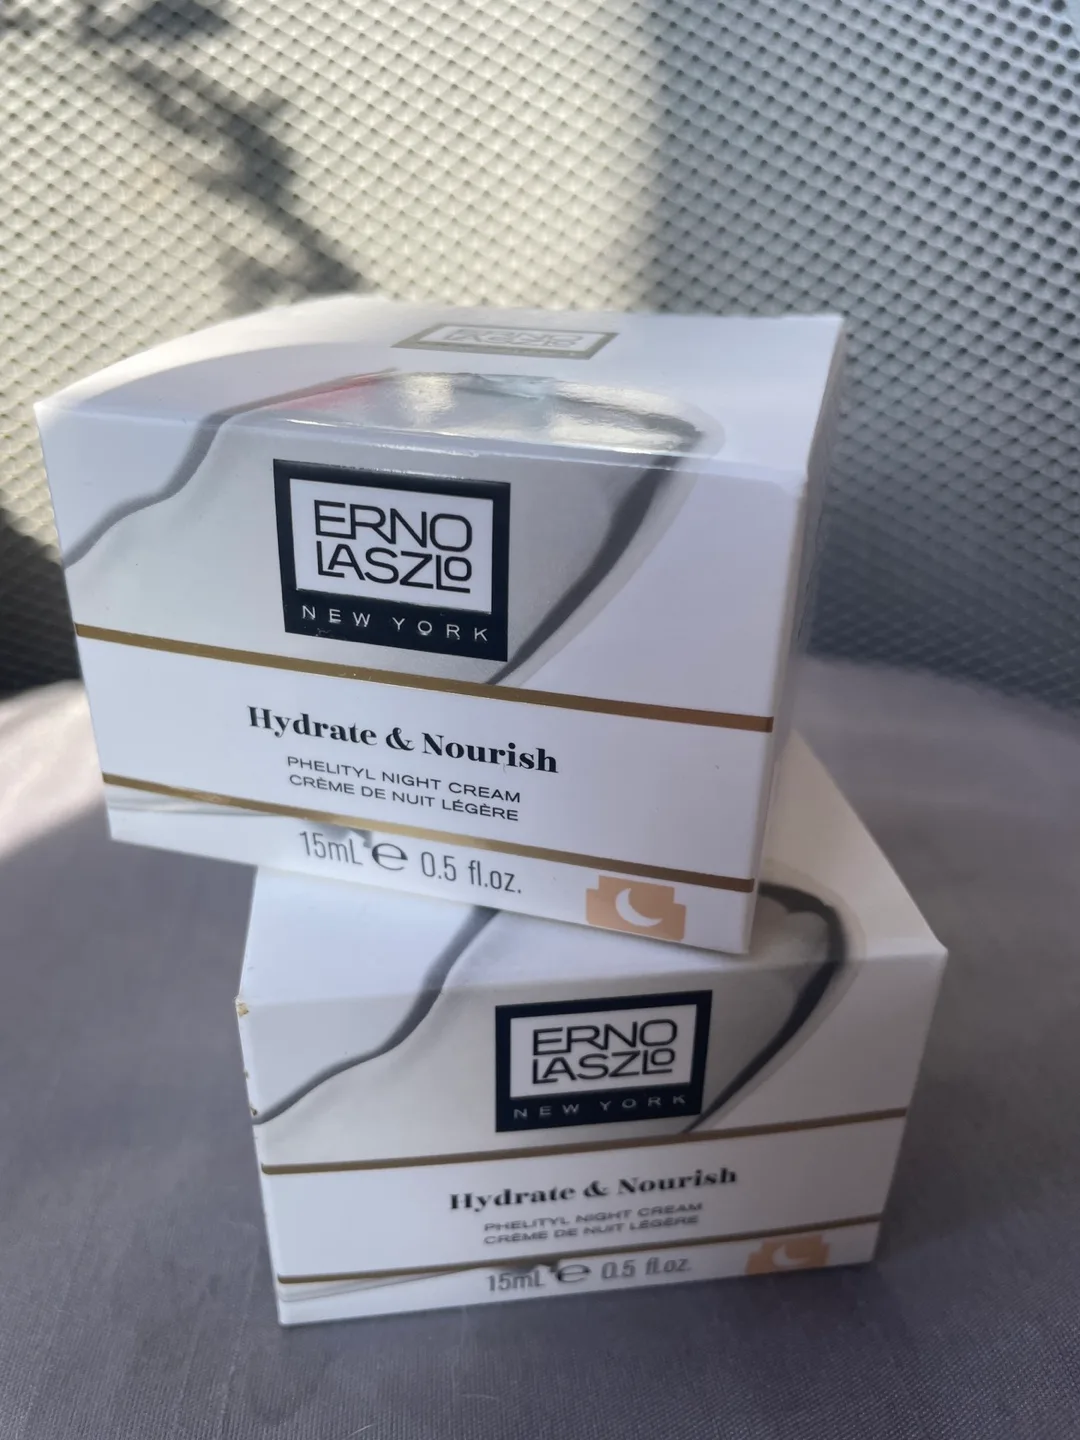 ERNO
LASZLO
ERNO
LASZLO
NEW YORK
Hydrate & Nourish
PHELITYL NIGHT CREAM
CRÈME DE NUIT LÉGÈRE
15mL ℮ 0.5 fl.oz.
ERNO
LASZLO
NEW YORK
Hydrate & Nourish
PHELITYL NIGHT CREAM
CRÈME DE NUIT LÉGÈRE
15mL ℮ 0.5 fl.oz.